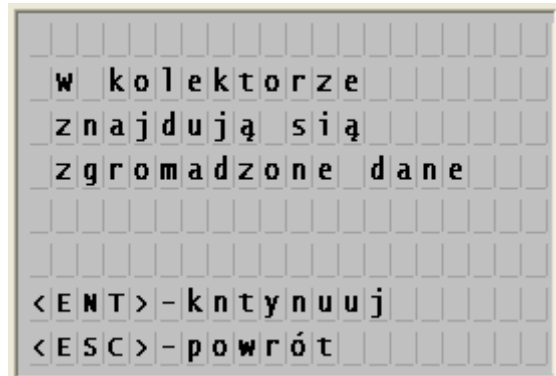 w kolektorze
znajdują sią
zgromadzone dane
<ENT>-kntynuuj
<ESC>-powrót